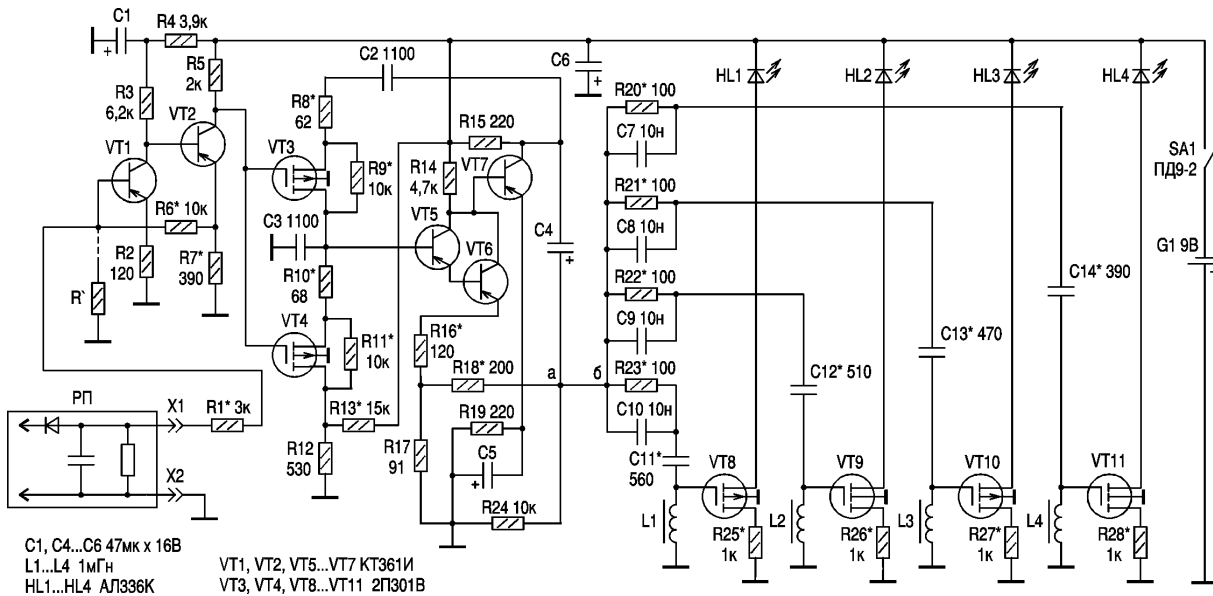 C1
+
R4 3,9к
R5
2к
R3
6,2к
VT1
VT2
R6* 10к
R2
120
R7*
390
R`
C2 1100
R8*
62
VT3
R9*
10к
C3 1100
R10*
68
VT4
R11*
10к
R13* 15к
R12
530
R15 220
VT7
R14
4,7к
VT5
VT6
C4
+
R16*
120
R18* 200
а
б
R19 220
R17
91
C5
+
R24 10к
C6
+
R20* 100
C7 10н
R21* 100
C8 10н
R22* 100
C9 10н
R23* 100
C10 10н
C11*
560
C12* 510
C13* 470
C14* 390
HL1
HL2
HL3
HL4
SA1
ПД9-2
G1 9В
+
VT8
VT9
VT10
VT11
L1
L2
L3
L4
R25*
1к
R26*
1к
R27*
1к
R28*
1к
РП
X1
R1* 3к
X2
C1, C4...C6 47мк x 16В
L1...L4 1мГн
HL1...HL4 АЛ336К
VT1, VT2, VT5...VT7 КТ361И
VT3, VT4, VT8...VT11 2П301В